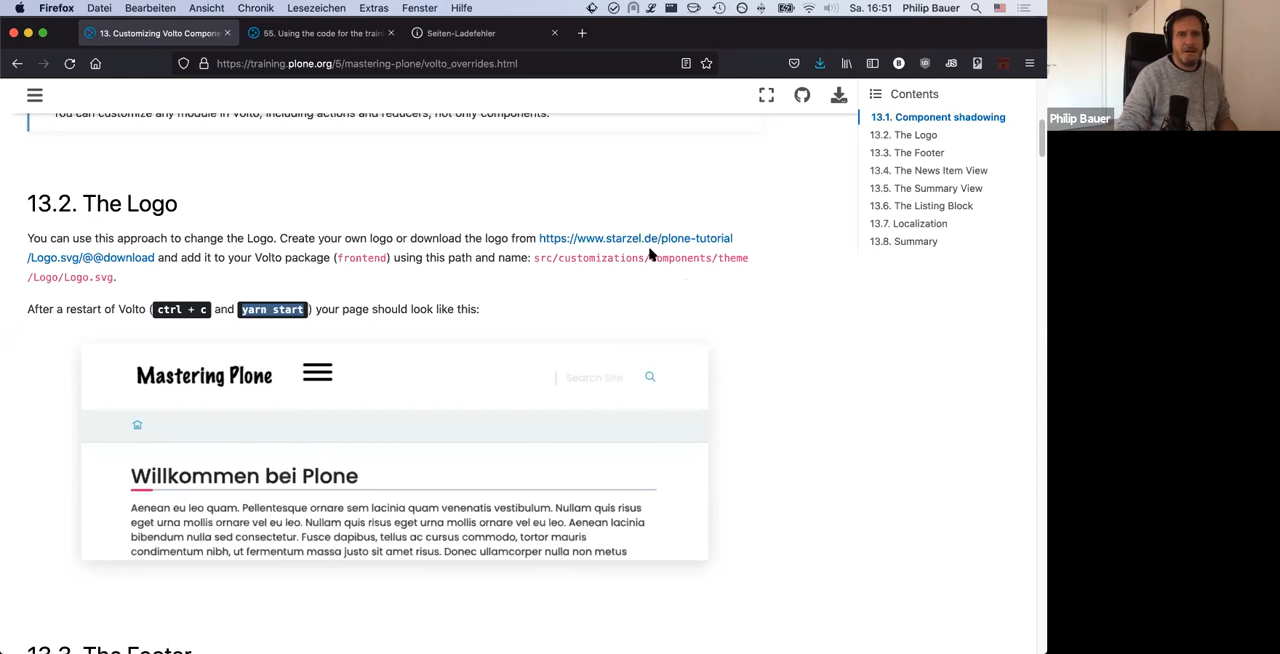 Firefox Datei Bearbeiten Ansicht Chronik Lesezeichen Extras Fenster Hilfe Sa. 16:51 Philip Bauer
13. Customizing Volto Compone
55. Using the code for the train
Seiten-Ladefehler
https://training.plone.org/5/mastering-plone/volto_overrides.html
You can customize any module in Volto, including actions and reducers, not only components.
Contents
13.1. Component shadowing
13.2. The Logo
13.3. The Footer
13.4. The News Item View
13.5. The Summary View
13.6. The Listing Block
13.7. Localization
13.8. Summary
Philip Bauer
13.2. The Logo
You can use this approach to change the Logo. Create your own logo or download the logo from https://www.starzel.de/plone-tutorial
/Logo.svg/@@download and add it to your Volto package (frontend) using this path and name: src/customizations/components/theme
/Logo/Logo.svg.
After a restart of Volto (ctrl + c and yarn start) your page should look like this:
Mastering Plone
Search Site
Willkommen bei Plone
Aenean eu leo quam. Pellentesque ornare sem lacinia quam venenatis vestibulum. Nullam quis risus
eget urna mollis ornare vel eu leo. Nullam quis risus eget urna mollis ornare vel eu leo. Aenean lacinia
bibendum nulla sed consectetur. Fusce dapibus, tellus ac cursus commodo, tortor mauris
condimentum nibh, ut fermentum massa justo sit amet risus. Donec ullamcorper nulla non metus
13.3. The Footer